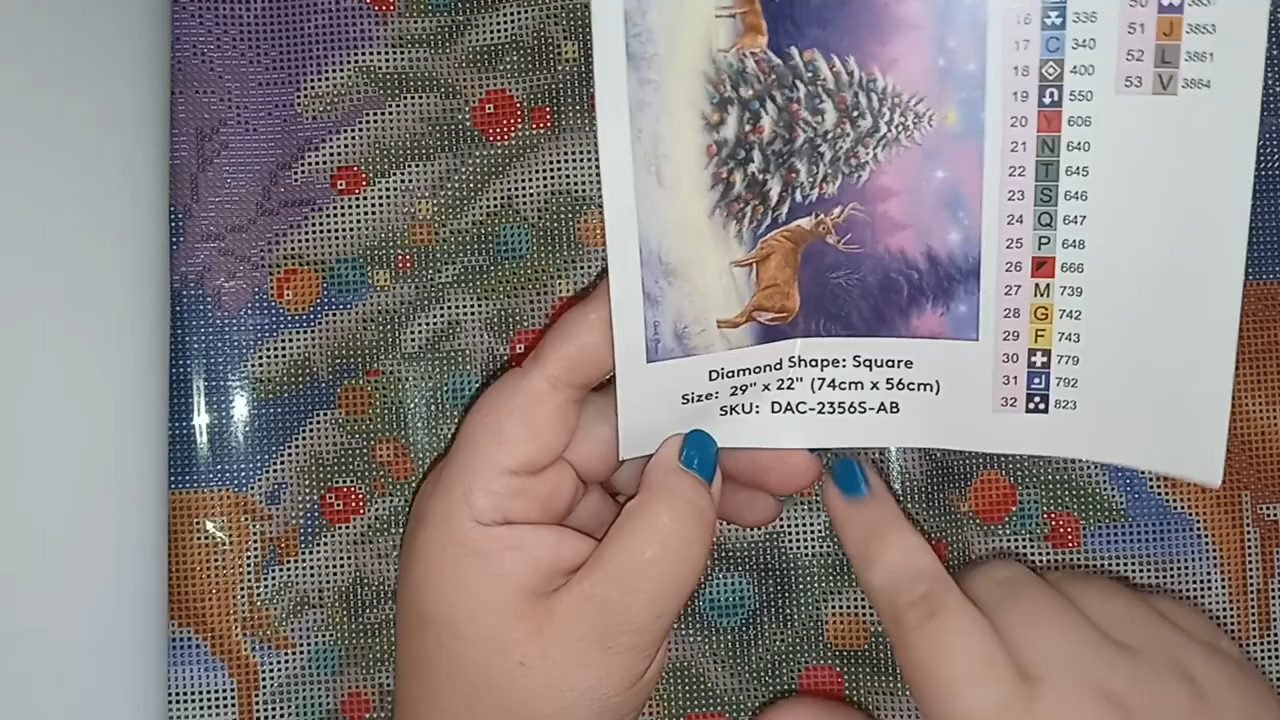 16 336
17 C 340
18 400
19 550
20 Y 606
21 N 640
22 T 645
23 S 646
24 Q 647
25 P 648
26 666
27 M 739
28 G 742
29 F 743
30 779
31 792
32 823
50
51 J 3853
52 L 3861
53 V 3864
Diamond Shape: Square
Size: 29" x 22" (74cm x 56cm)
SKU: DAC-2356S-AB